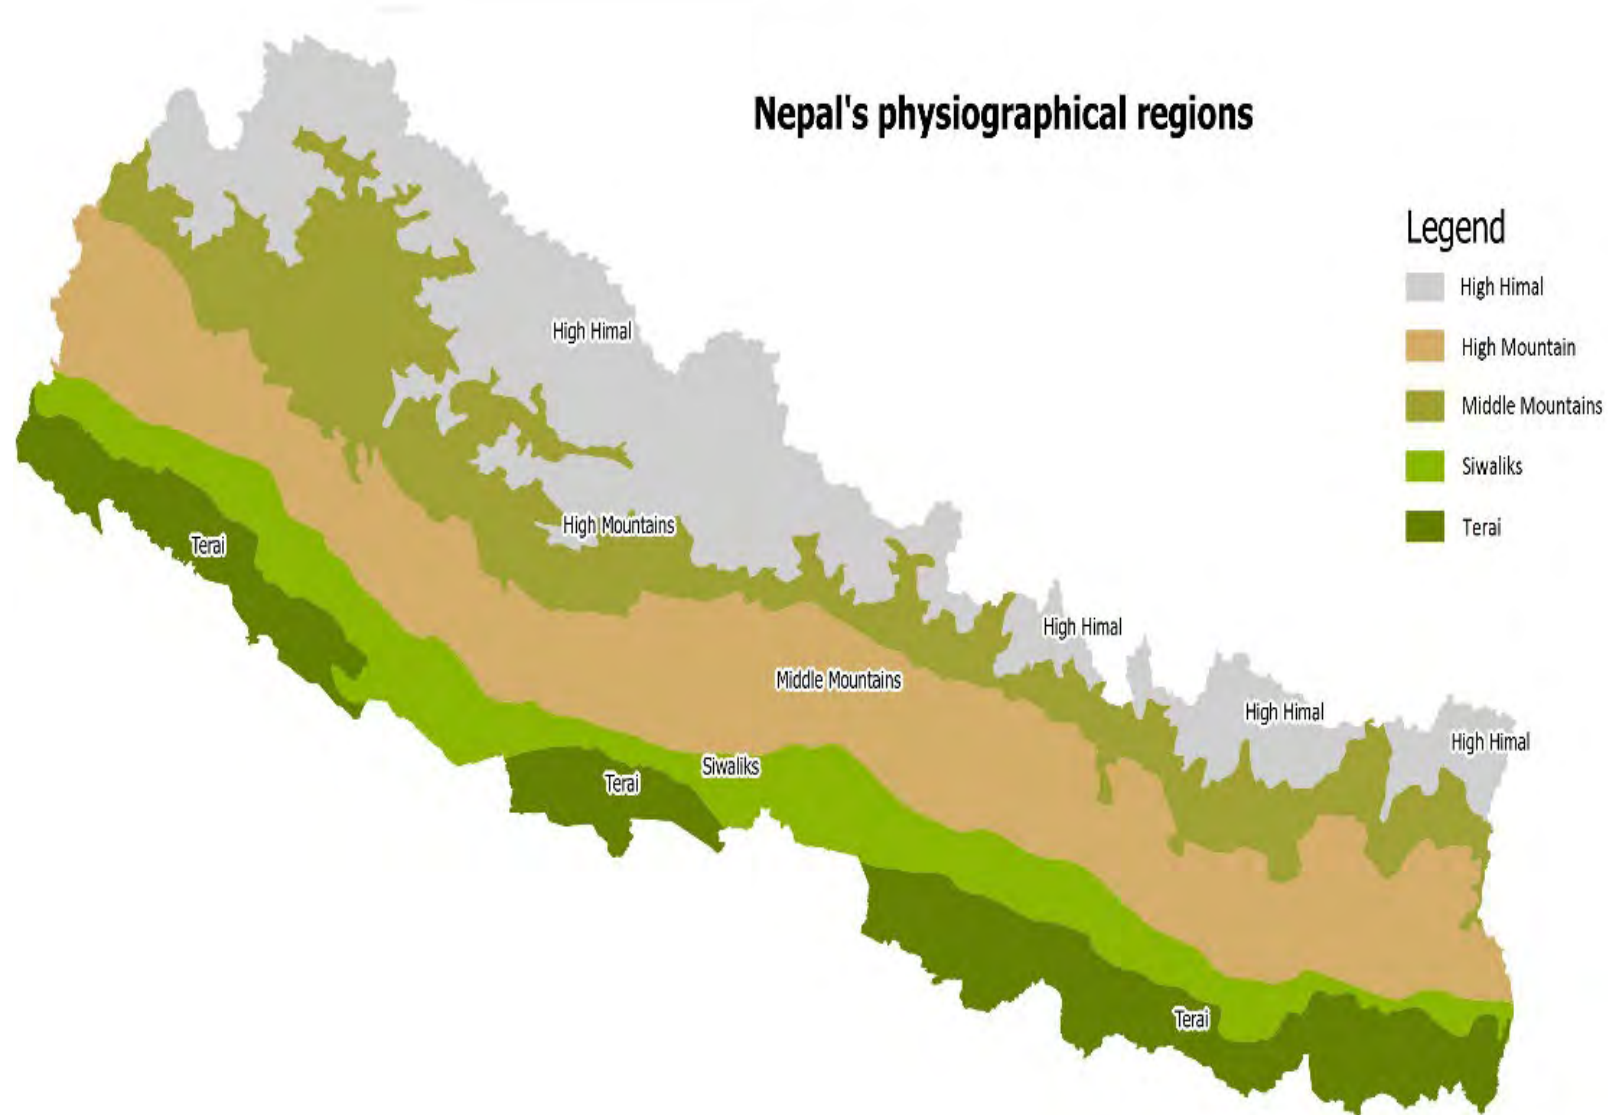 Nepal's physiographical regions
Legend
High Himal
High Mountain
Middle Mountains
Siwaliks
Terai
High Himal
High Mountains
Terai
High Himal
Middle Mountains
High Himal
High Himal
Siwaliks
Terai
Terai